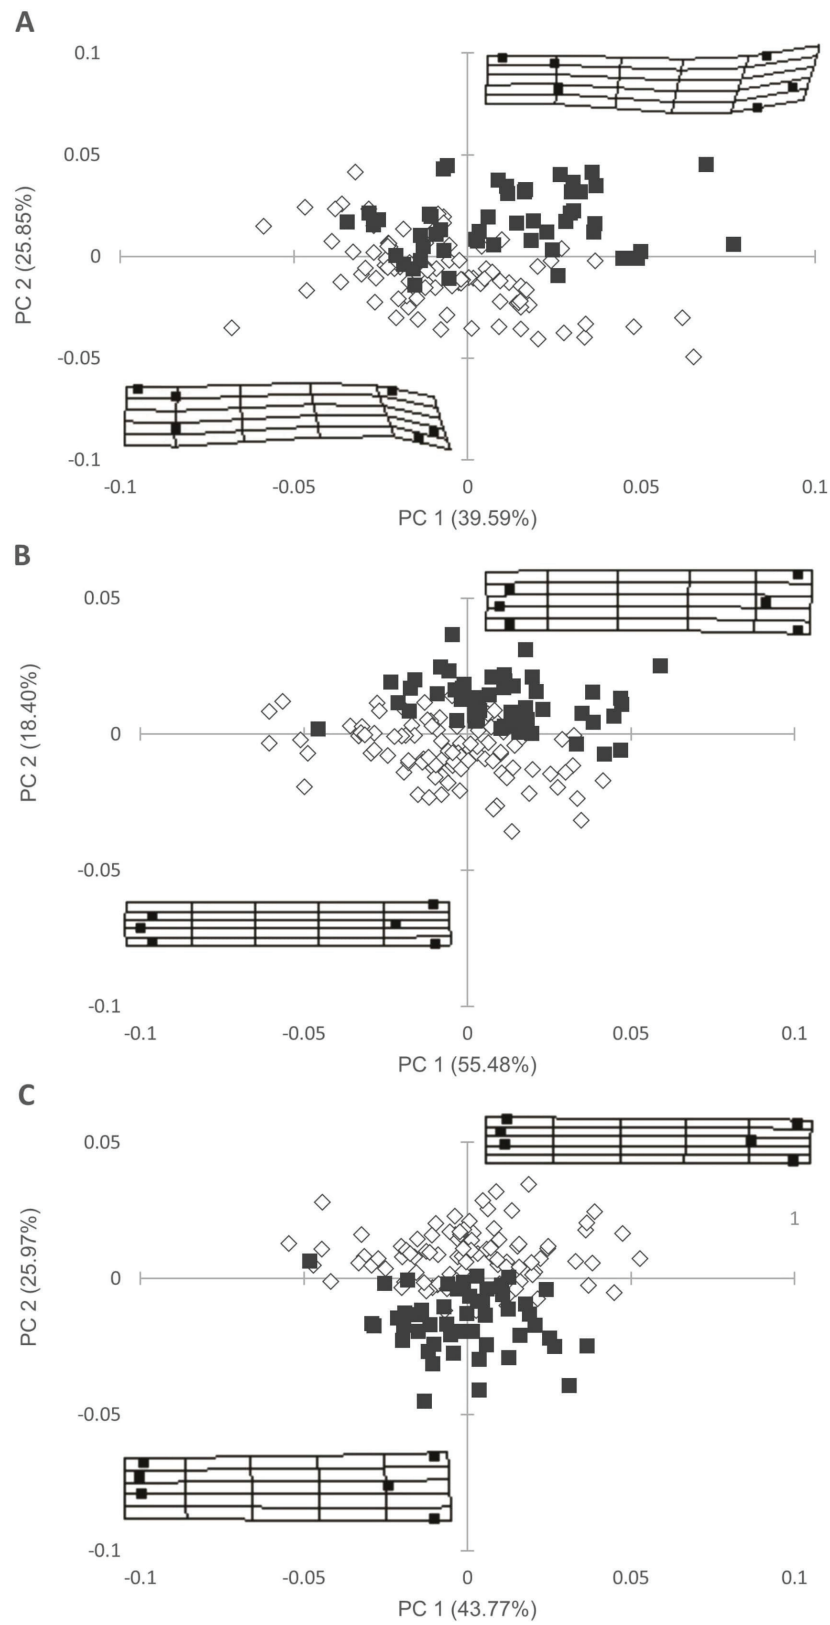 A
0.1
0.05
0
-0.05
-0.1
PC 2 (25.85%)
-0.1 -0.05 0 0.05 0.1
PC 1 (39.59%)
B
0.05
0
-0.05
-0.1
PC 2 (18.40%)
-0.1 -0.05 0 0.05 0.1
PC 1 (55.48%)
C
0.05
0
-0.05
-0.1
PC 2 (25.97%)
1
-0.1 -0.05 0 0.05 0.1
PC 1 (43.77%)